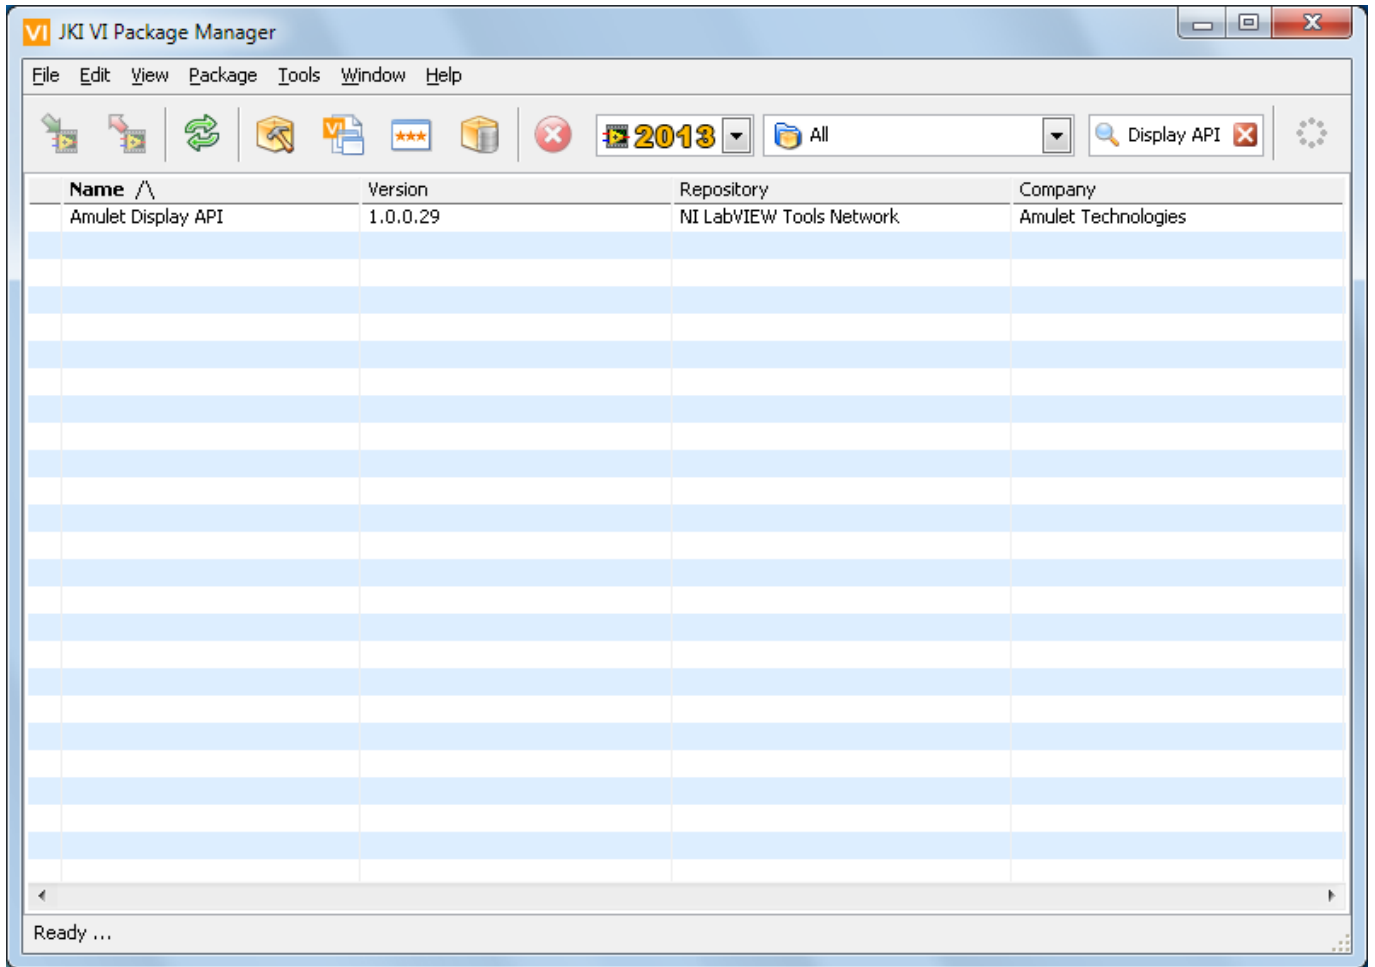 VI JKI VI Package Manager
File Edit View Package Tools Window Help
VI *** 2013 All Display API
Name /\ Version Repository Company
Amulet Display API 1.0.0.29 NI LabVIEW Tools Network Amulet Technologies
Ready ...